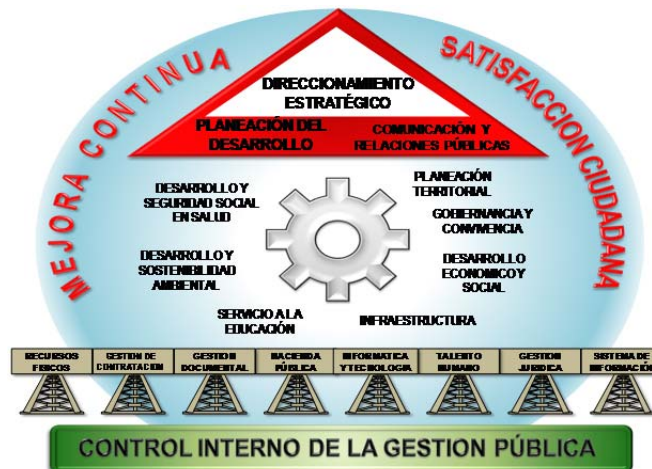 MEJORA CONTINUA
SATISFACCION CIUDADANA
DIRECCIONAMIENTO
ESTRATÉGICO
PLANEACIÓN DEL
DESARROLLO
COMUNICACIÓN Y
RELACIONES PÚBLICAS
DESARROLLO Y
SEGURIDAD SOCIAL
EN SALUD
PLANEACIÓN
TERRITORIAL
GOBIERNANCIA Y
CONVIVENCIA
DESARROLLO Y
SOSTENIBILIDAD
AMBIENTAL
DESARROLLO
ECONOMICO Y
SOCIAL
SERVICIO A LA
EDUCACIÓN
INFRAESTRUCTURA
RECURSOS
FISICOS
GESTION DE
CONTRATACION
GESTION
DOCUMENTAL
HACIENDA
PÚBLICA
INFORMATICA
Y TECNOLOGIA
TALENTO
HUMANO
GESTION
JURIDICA
SISTEMA DE
INFORMACIÓN
CONTROL INTERNO DE LA GESTION PÚBLICA